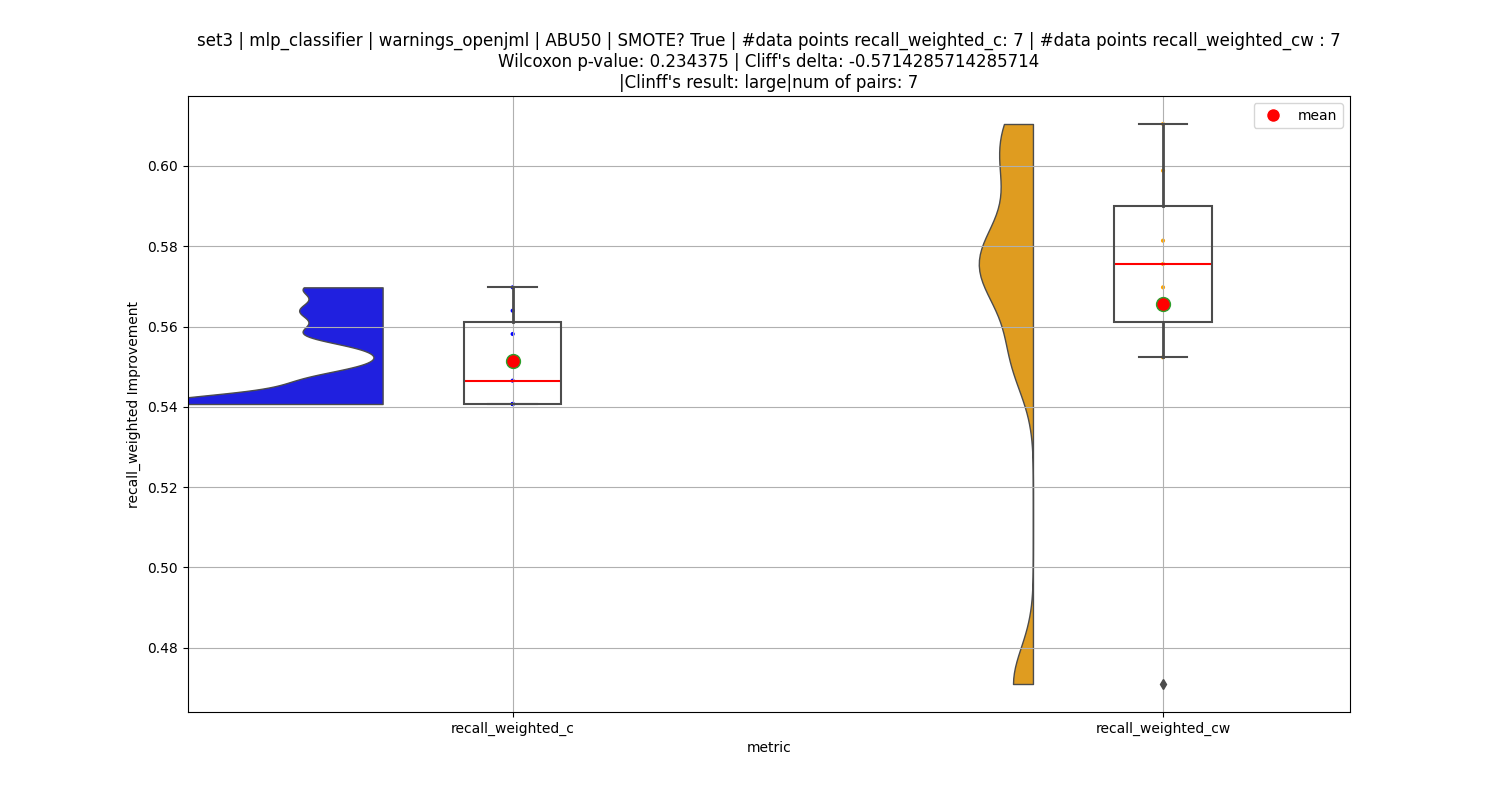 set3 | mlp_classifier | warnings_openjml | ABU50 | SMOTE? True | #data points recall_weighted_c: 7 | #data points recall_weighted_cw : 7
Wilcoxon p-value: 0.234375 | Cliff's delta: -0.5714285714285714
|Clinff's result: large|num of pairs: 7
mean
0.60
0.58
0.56
0.54
0.52
0.50
0.48
recall_weighted Improvement
recall_weighted_c
recall_weighted_cw
metric